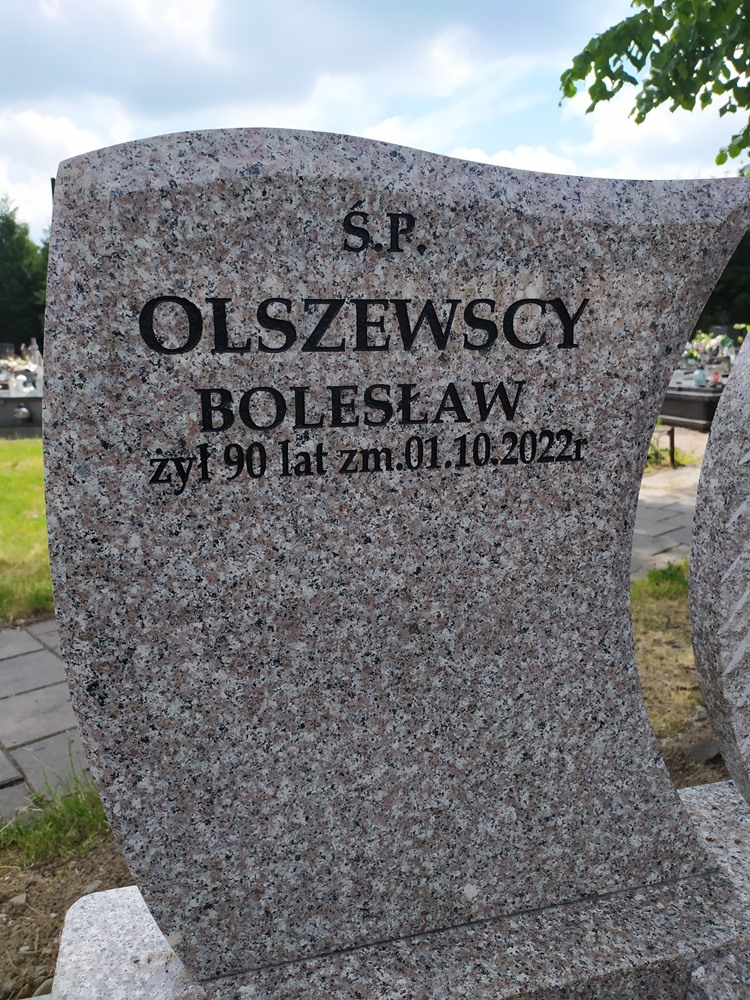 Ś.P.
OLSZEWSCY
BOLESŁAW
żył 90 lat zm.01.10.2022r